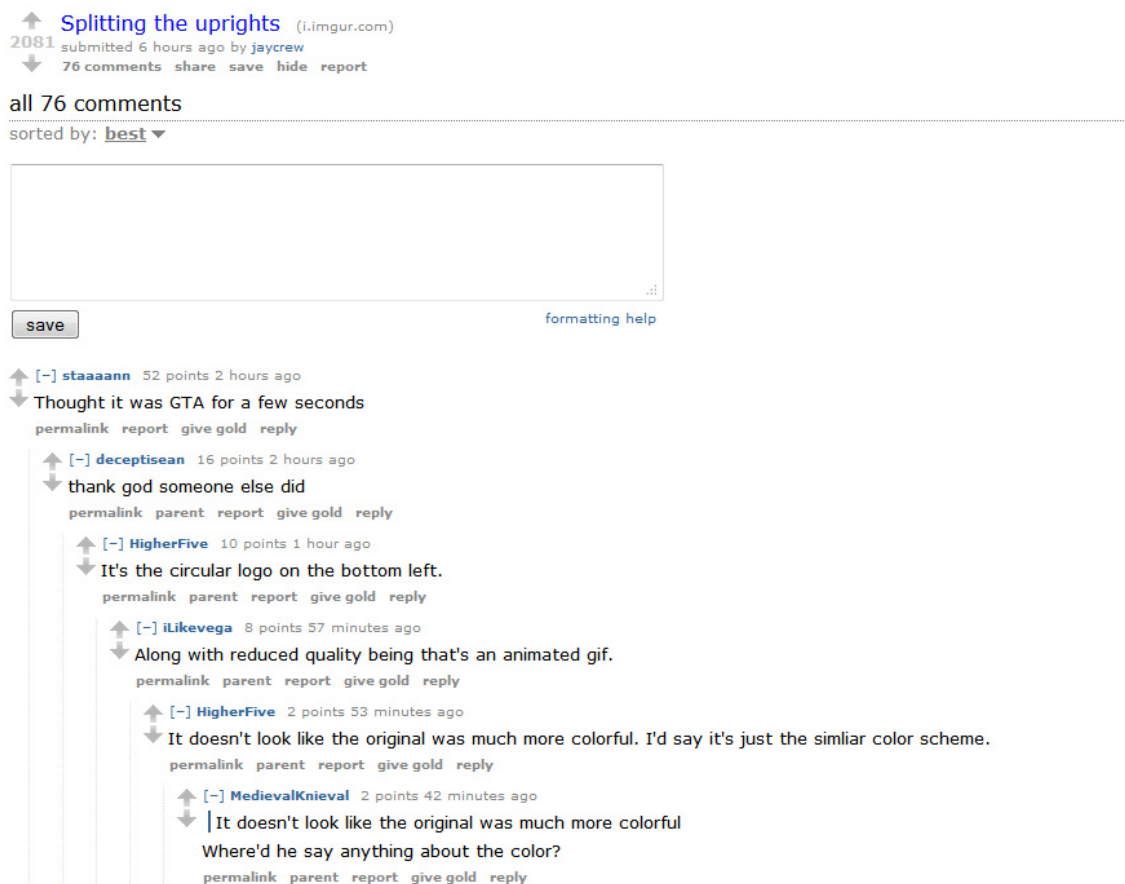 Splitting the uprights (i.imgur.com)
2081 submitted 6 hours ago by jaycrew
76 comments share save hide report
all 76 comments
sorted by: best
save
formatting help
[–] staaaann 52 points 2 hours ago
Thought it was GTA for a few seconds
permalink report give gold reply
[–] deceptisean 16 points 2 hours ago
thank god someone else did
permalink parent report give gold reply
[–] HigherFive 10 points 1 hour ago
It's the circular logo on the bottom left.
permalink parent report give gold reply
[–] iLikevega 8 points 57 minutes ago
Along with reduced quality being that's an animated gif.
permalink parent report give gold reply
[–] HigherFive 2 points 53 minutes ago
It doesn't look like the original was much more colorful. I'd say it's just the simliar color scheme.
permalink parent report give gold reply
[–] MedievalKnieval 2 points 42 minutes ago
It doesn't look like the original was much more colorful
Where'd he say anything about the color?
permalink parent report give gold reply